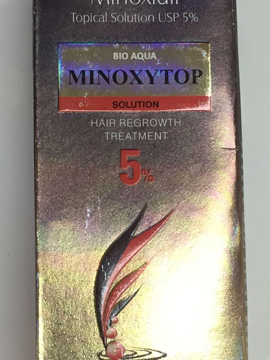 Minoxidil
Topical Solution USP 5%
BIO AQUA
MINOXYTOP
SOLUTION
HAIR REGROWTH
TREATMENT
5%